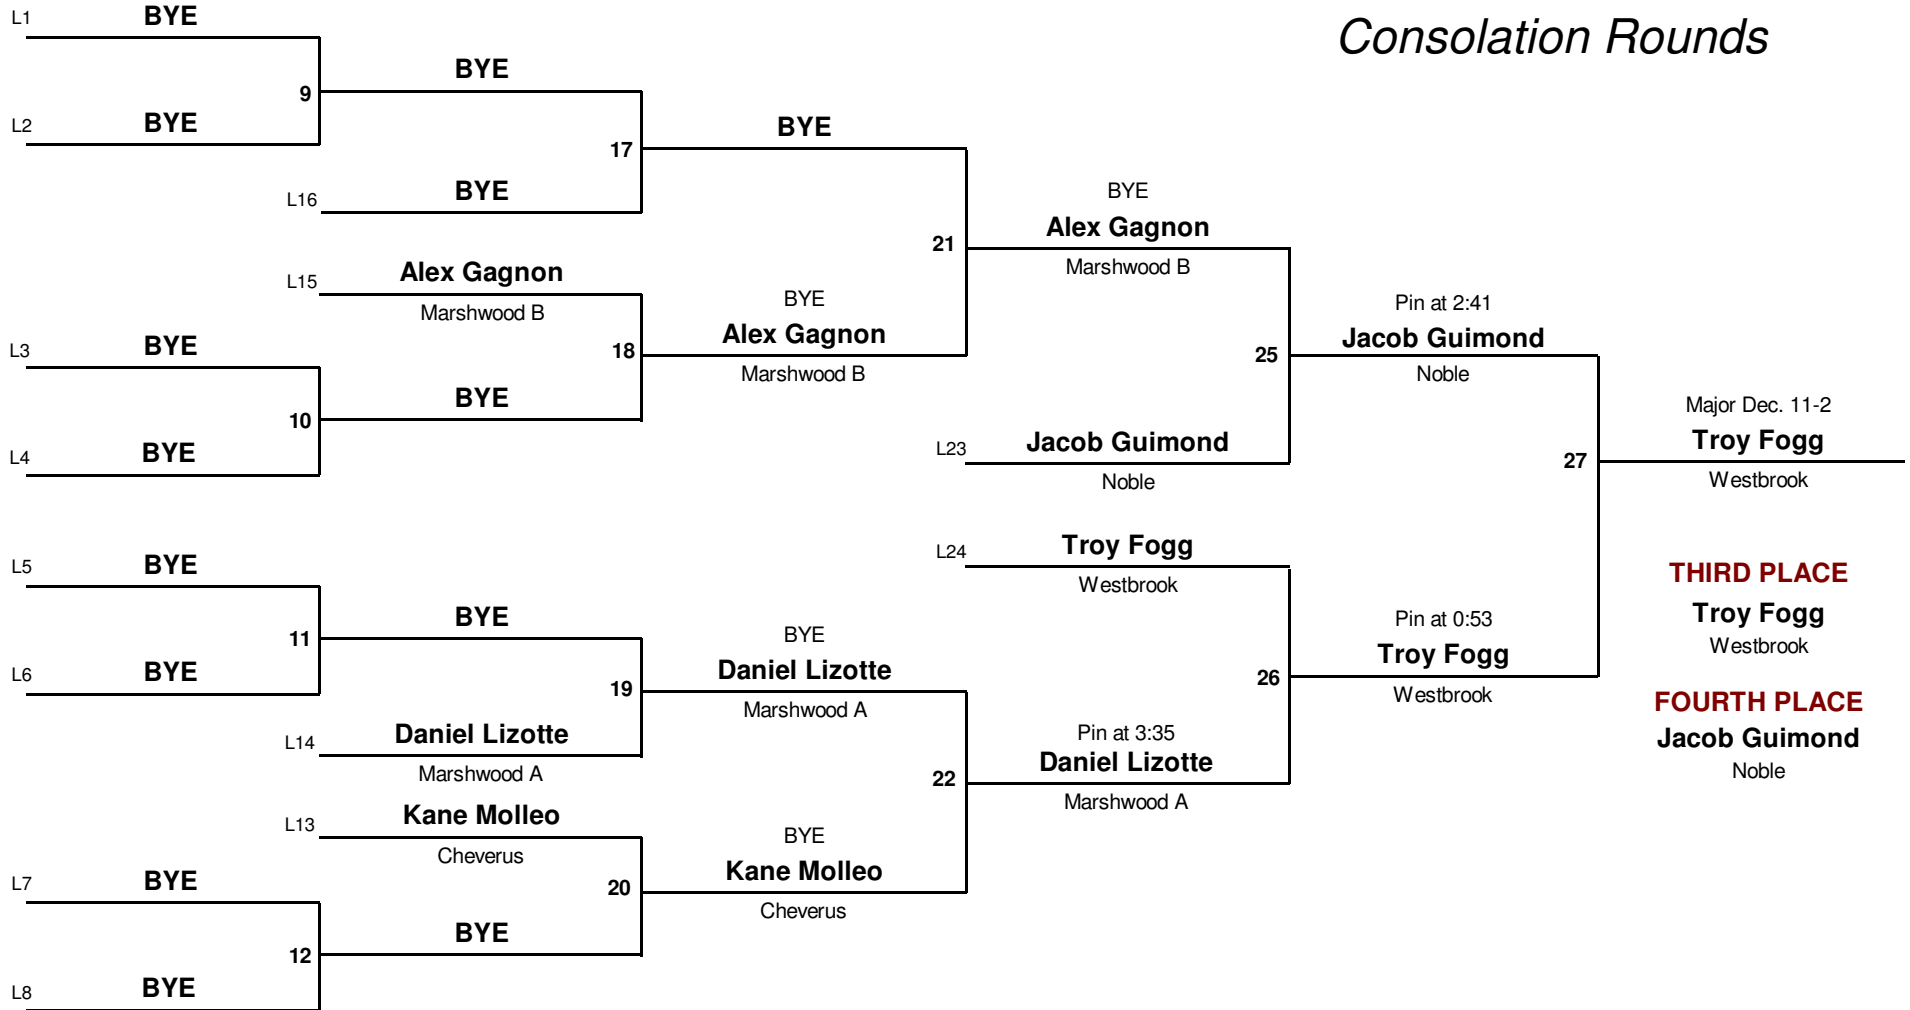 Consolation Rounds
L1 BYE
L2 BYE
9
BYE
L16 BYE
17
BYE
L15 Alex Gagnon
Marshwood B
L3 BYE
L4 BYE
10
BYE
18
BYE
Alex Gagnon
Marshwood B
21
BYE
Alex Gagnon
Marshwood B
L23 Jacob Guimond
Noble
25
Pin at 2:41
Jacob Guimond
Noble
L5 BYE
L6 BYE
11
BYE
L14 Daniel Lizotte
Marshwood A
19
BYE
Daniel Lizotte
Marshwood A
L13 Kane Molleo
Cheverus
L7 BYE
L8 BYE
12
BYE
20
BYE
Kane Molleo
Cheverus
22
Pin at 3:35
Daniel Lizotte
Marshwood A
L24 Troy Fogg
Westbrook
26
Pin at 0:53
Troy Fogg
Westbrook
27
Major Dec. 11-2
Troy Fogg
Westbrook
THIRD PLACE
Troy Fogg
Westbrook
FOURTH PLACE
Jacob Guimond
Noble